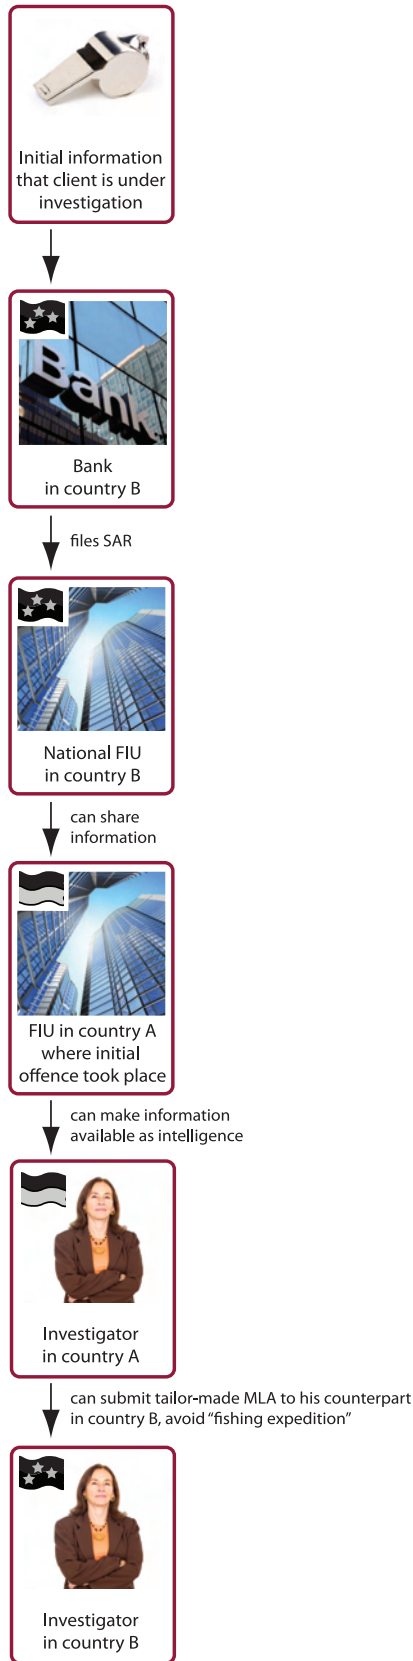 Initial information
that client is under
investigation
Bank
Bank
in country B
files SAR
National FIU
in country B
can share
information
FIU in country A
where initial
offence took place
can make information
available as intelligence
Investigator
in country A
can submit tailor-made MLA to his counterpart
in country B, avoid “fishing expedition”
Investigator
in country B